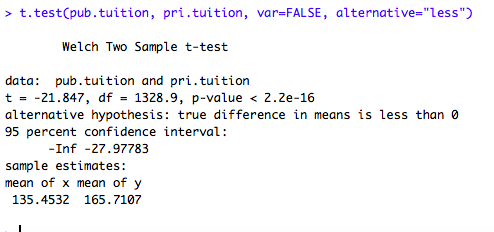 > t.test(pub.tuition, pri.tuition, var=FALSE, alternative="less")
Welch Two Sample t-test
data:  pub.tuition and pri.tuition
t = -21.847, df = 1328.9, p-value < 2.2e-16
alternative hypothesis: true difference in means is less than 0
95 percent confidence interval:
-Inf -27.97783
sample estimates:
mean of x mean of y
135.4532  165.7107